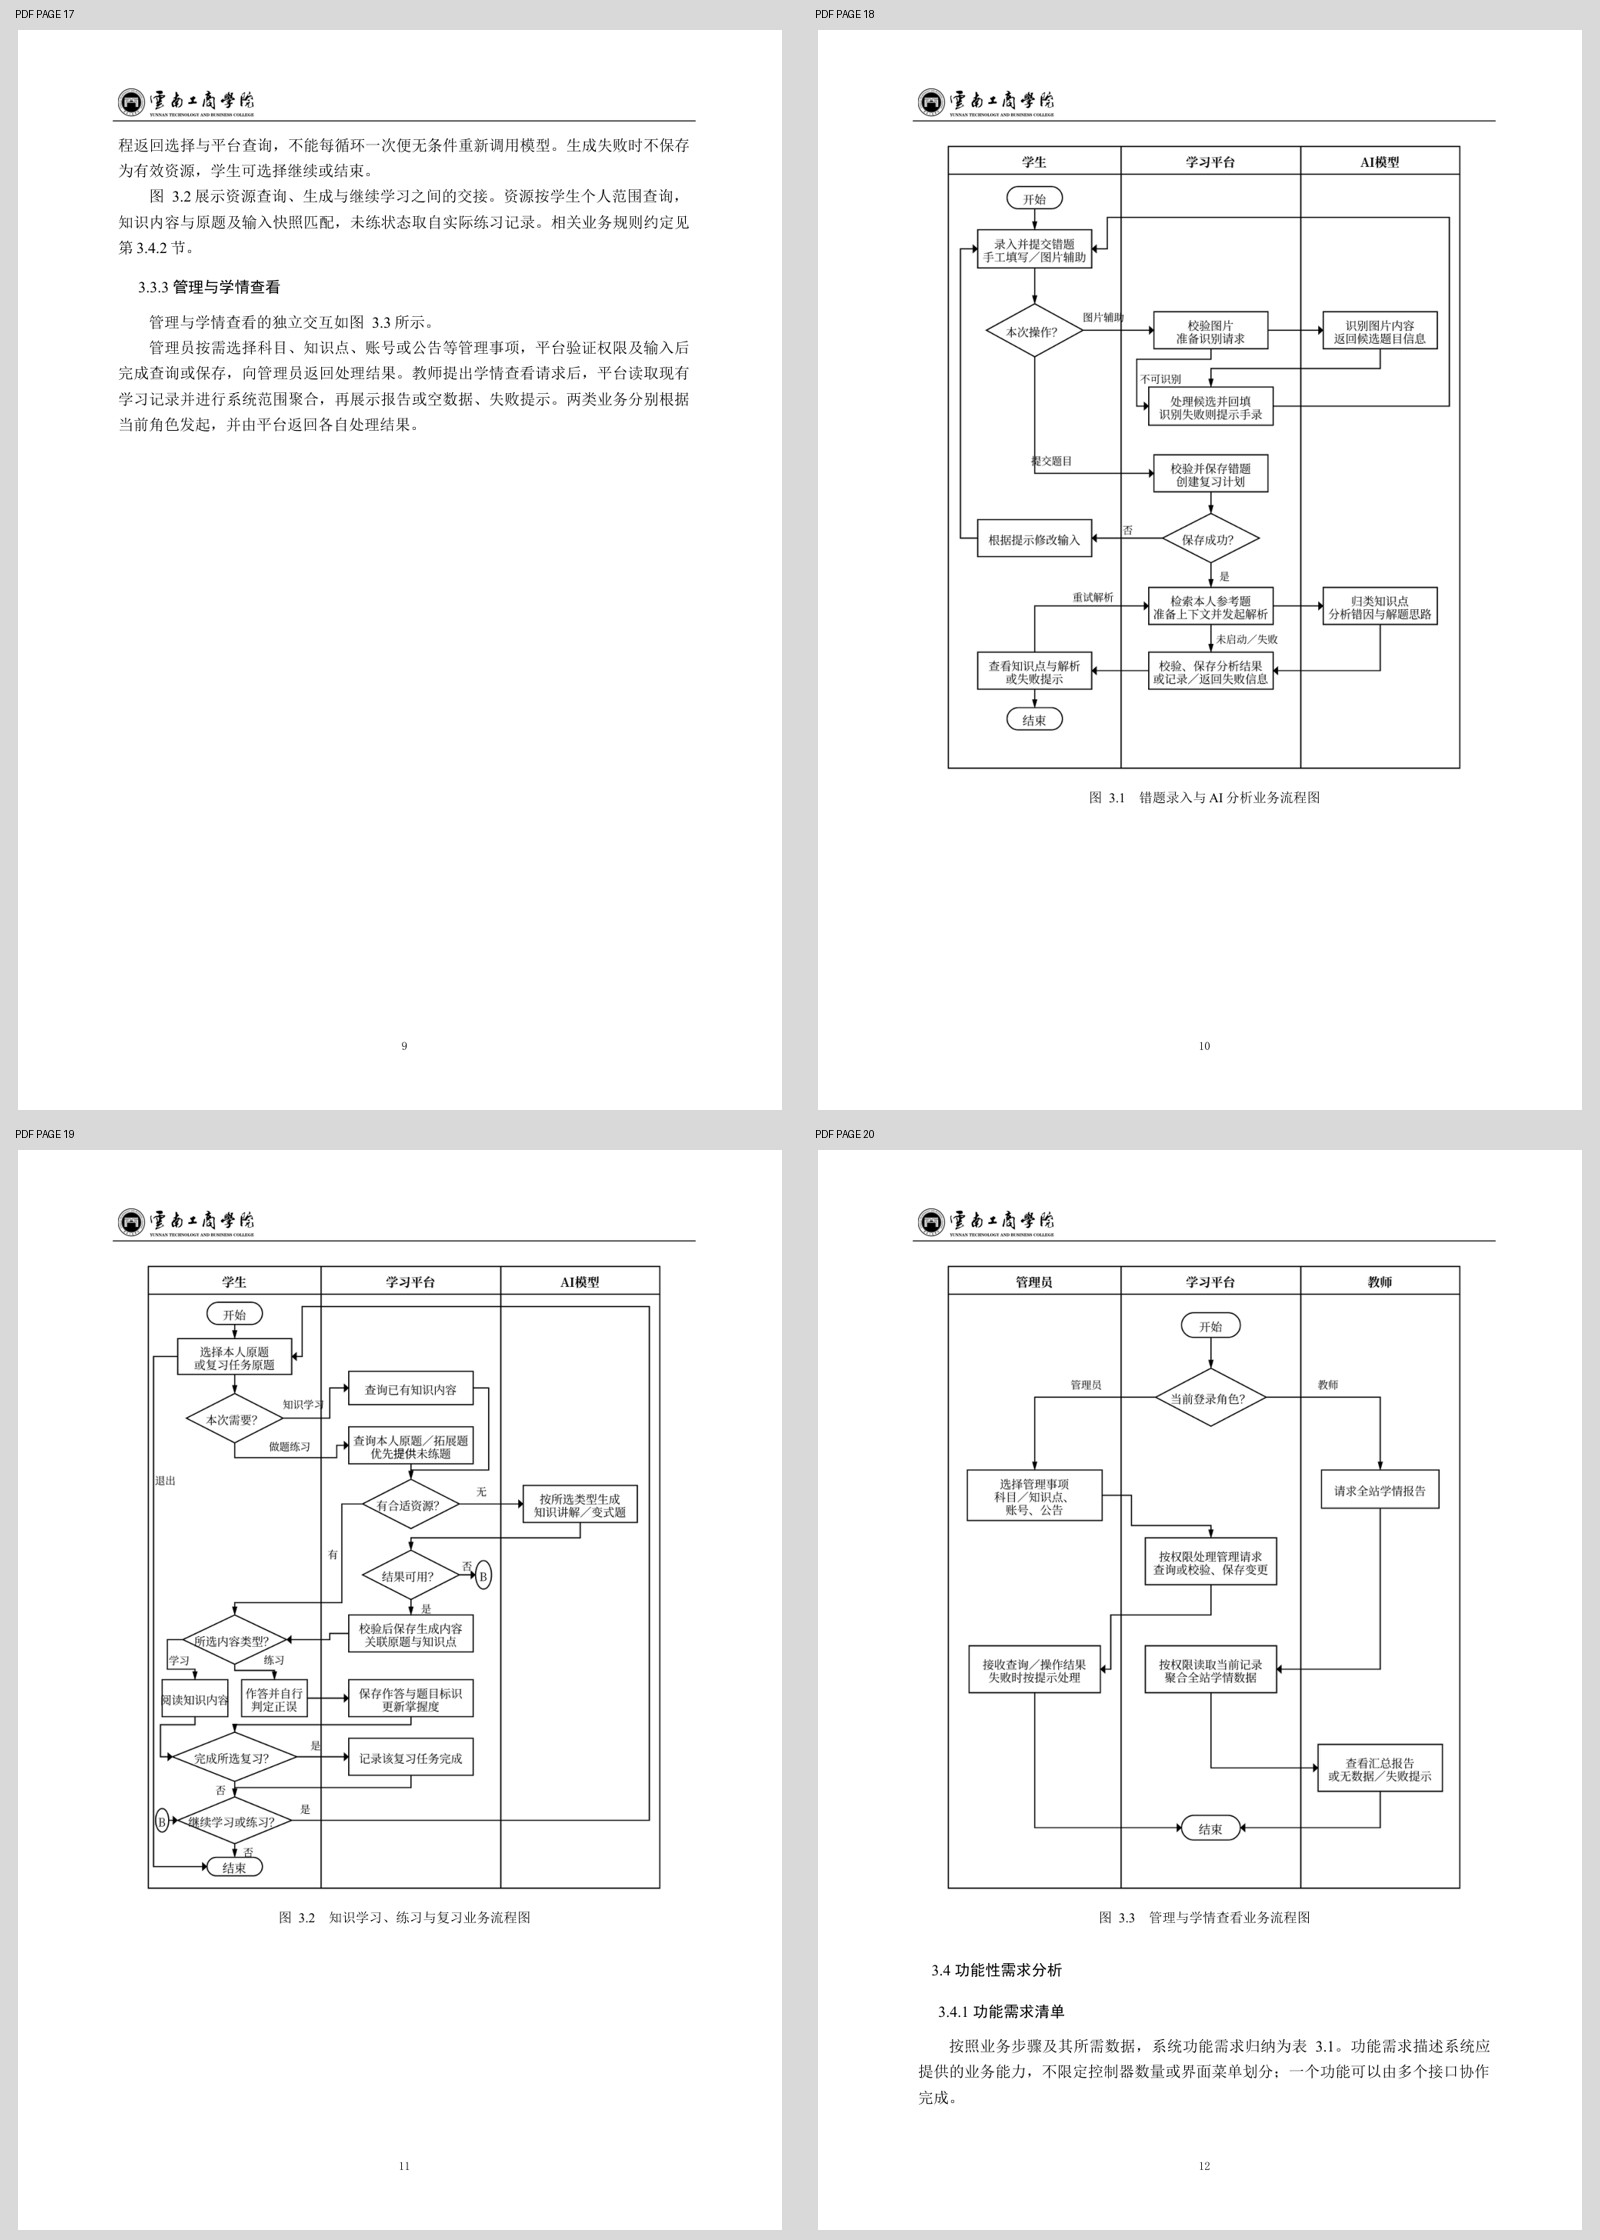 PDF PAGE 17
雲南工商學院
YUNNAN TECHNOLOGY AND BUSINESS COLLEGE
程返回选择与平台查询，不能每循环一次便无条件重新调用模型。生成失败时不保存
为有效资源，学生可选择继续或结束。
图 3.2 展示资源查询、生成与继续学习之间的交接。资源按学生个人范围查询，
知识内容与原题及输入快照匹配，未练状态取自实际练习记录。相关业务规则约定见
第 3.4.2 节。
3.3.3 管理与学情查看
管理与学情查看的独立交互如图 3.3 所示。
管理员按需选择科目、知识点、账号或公告等管理事项，平台验证权限及输入后
完成查询或保存，向管理员返回处理结果。教师提出学情查看请求后，平台读取现有
学习记录并进行系统范围聚合，再展示报告或空数据、失败提示。两类业务分别根据
当前角色发起，并由平台返回各自处理结果。
9
PDF PAGE 18
雲南工商學院
YUNNAN TECHNOLOGY AND BUSINESS COLLEGE
学生
学习平台
AI模型
开始
录入并提交错题
手工填写／图片辅助
本次操作?
图片辅助
校验图片
准备识别请求
识别图片内容
返回候选题目信息
不可识别
处理候选并回填
识别失败则提示手录
提交题目
校验并保存错题
创建复习计划
根据提示修改输入
否
保存成功?
是
重试解析
检索本人参考题
准备上下文并发起解析
归类知识点
分析错因与解题思路
未启动／失败
查看知识点与解析
或失败提示
校验、保存分析结果
或记录／返回失败信息
结束
图 3.1 错题录入与 AI 分析业务流程图
10
PDF PAGE 19
雲南工商學院
YUNNAN TECHNOLOGY AND BUSINESS COLLEGE
学生
学习平台
AI模型
开始
选择本人原题
或复习任务原题
查询已有知识内容
知识学习
本次需要?
做题练习
查询本人原题／拓展题
优先提供未练题
退出
有合适资源?
无
按所选类型生成
知识讲解／变式题
有
结果可用?
否
B
是
校验后保存生成内容
关联原题与知识点
所选内容类型?
学习
练习
阅读知识内容
作答并自行
判定正误
保存作答与题目标识
更新掌握度
完成所选复习?
是
记录该复习任务完成
否
B
继续学习或练习?
是
否
结束
图 3.2 知识学习、练习与复习业务流程图
11
PDF PAGE 20
雲南工商學院
YUNNAN TECHNOLOGY AND BUSINESS COLLEGE
管理员
学习平台
教师
开始
管理员
当前登录角色?
教师
选择管理事项
科目／知识点、
账号、公告
请求全站学情报告
按权限处理管理请求
查询或校验、保存变更
接收查询／操作结果
失败时按提示处理
按权限读取当前记录
聚合全站学情数据
查看汇总报告
或无数据／失败提示
结束
图 3.3 管理与学情查看业务流程图
3.4 功能性需求分析
3.4.1 功能需求清单
按照业务步骤及其所需数据，系统功能需求归纳为表 3.1。功能需求描述系统应
提供的业务能力，不限定控制器数量或界面菜单划分；一个功能可以由多个接口协作
完成。
12